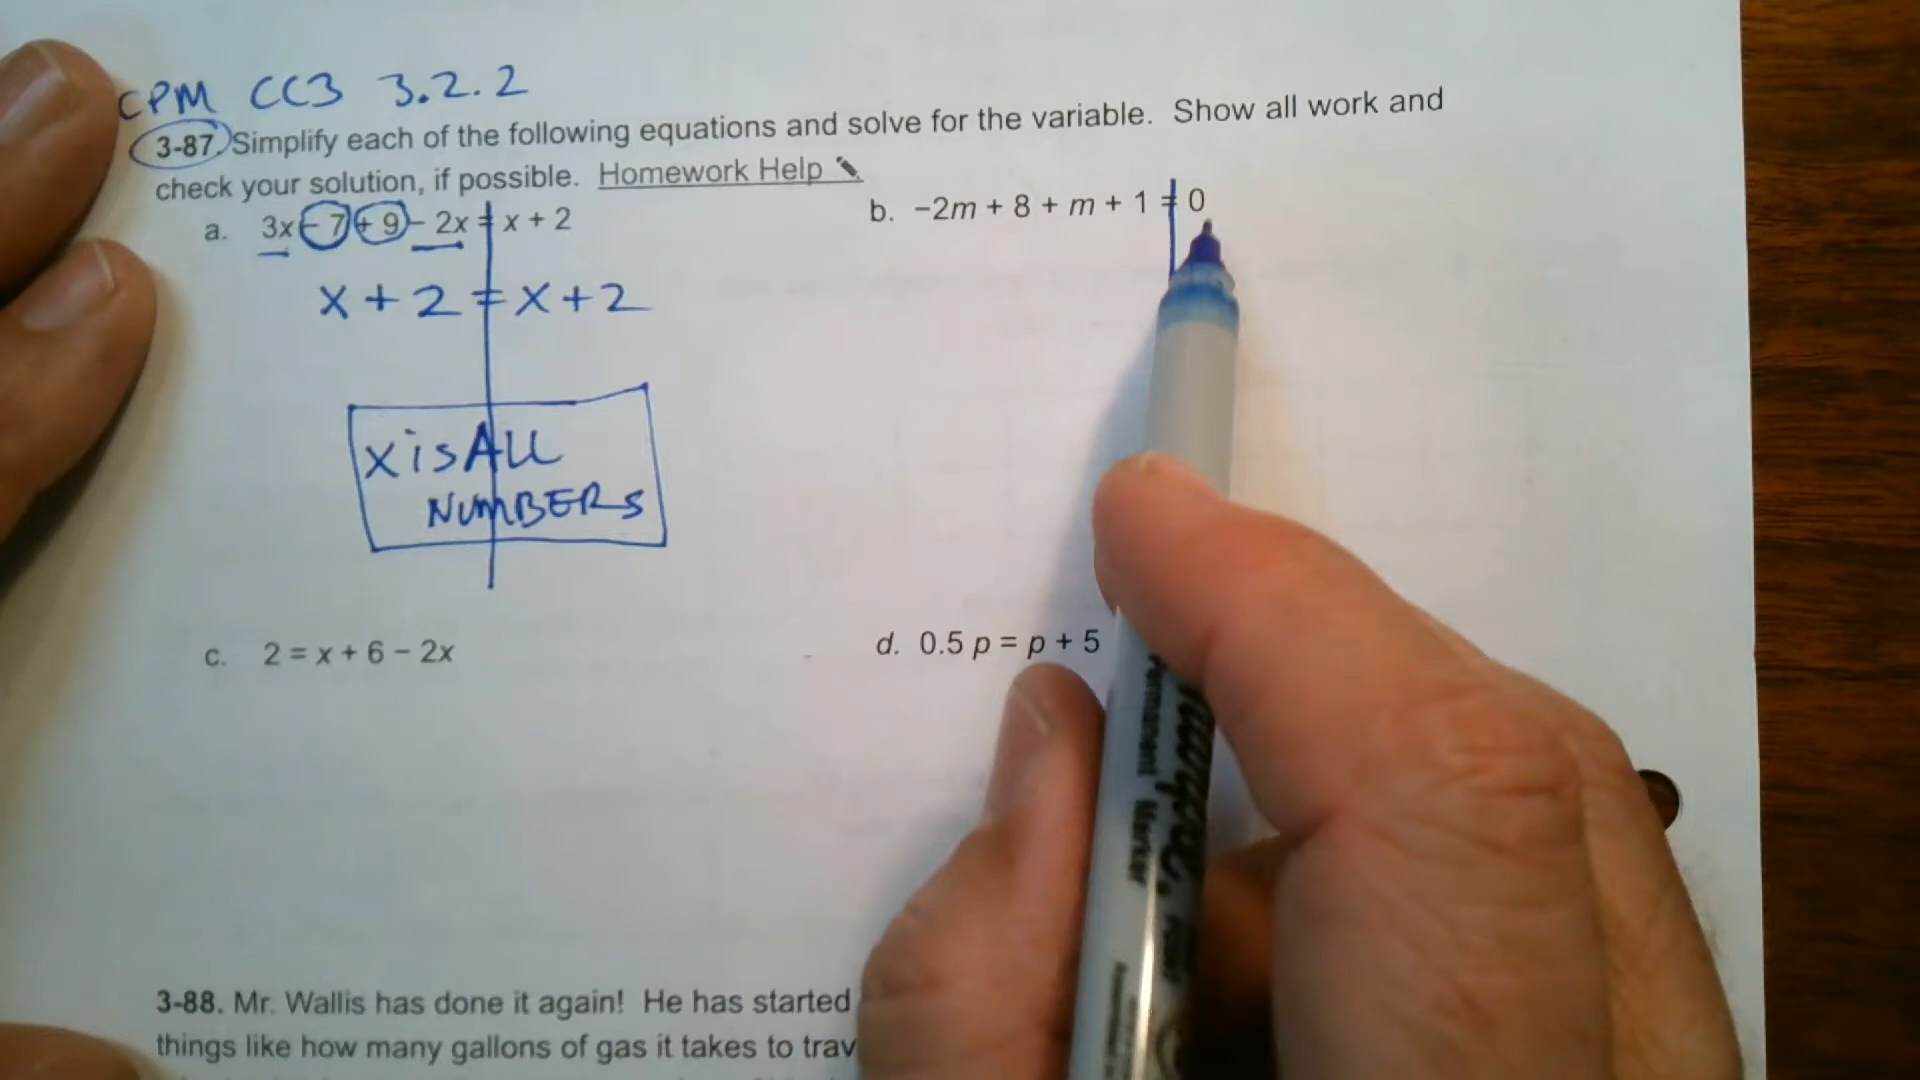 CPM CC3 3.2.2
3-87. Simplify each of the following equations and solve for the variable. Show all work and
check your solution, if possible. Homework Help
a. 3x − 7 + 9 − 2x = x + 2
x + 2 = x + 2
x is ALL
NUMBERS
b. −2m + 8 + m + 1 = 0
c. 2 = x + 6 − 2x
d. 0.5 p = p + 5
Permanent Marker
3-88. Mr. Wallis has done it again! He has started
things like how many gallons of gas it takes to trav